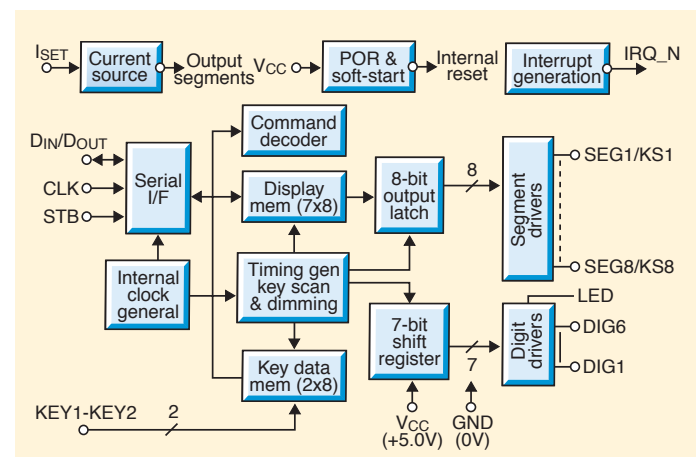 ISET
Current
source
Output
segments
VCC
POR &
soft-start
Internal
reset
Interrupt
generation
IRQ_N
DIN/DOUT
CLK
STB
Serial
I/F
Command
decoder
Display
mem (7x8)
8-bit
output
latch
8
Segment
drivers
SEG1/KS1
SEG8/KS8
Internal
clock
general
Timing gen
key scan
& dimming
7-bit
shift
register
7
Digit
drivers
LED
DIG6
DIG1
Key data
mem (2x8)
KEY1-KEY2
2
VCC
(+5.0V)
GND
(0V)